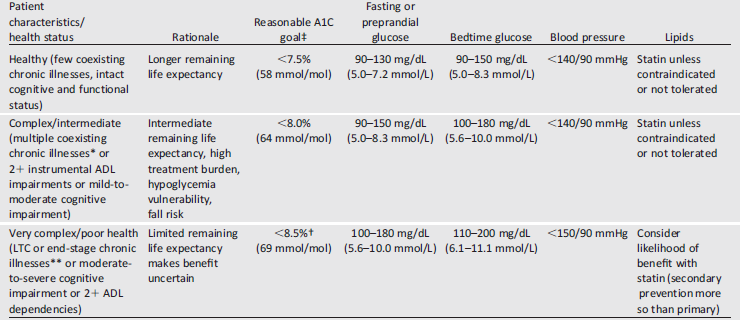 Patient
characteristics/
health status
Rationale
Reasonable A1C
goal‡
Fasting or
preprandial
glucose
Bedtime glucose
Blood pressure
Lipids
Healthy (few coexisting
chronic illnesses, intact
cognitive and functional
status)
Longer remaining
life expectancy
<7.5%
(58 mmol/mol)
90–130 mg/dL
(5.0–7.2 mmol/L)
90–150 mg/dL
(5.0–8.3 mmol/L)
<140/90 mmHg
Statin unless
contraindicated
or not tolerated
Complex/intermediate
(multiple coexisting
chronic illnesses* or
2+ instrumental ADL
impairments or mild-to-
moderate cognitive
impairment)
Intermediate
remaining life
expectancy, high
treatment burden,
hypoglycemia
vulnerability,
fall risk
<8.0%
(64 mmol/mol)
90–150 mg/dL
(5.0–8.3 mmol/L)
100–180 mg/dL
(5.6–10.0 mmol/L)
<140/90 mmHg
Statin unless
contraindicated
or not tolerated
Very complex/poor health
(LTC or end-stage chronic
illnesses** or moderate-
to-severe cognitive
impairment or 2+ ADL
dependencies)
Limited remaining
life expectancy
makes benefit
uncertain
<8.5%†
(69 mmol/mol)
100–180 mg/dL
(5.6–10.0 mmol/L)
110–200 mg/dL
(6.1–11.1 mmol/L)
<150/90 mmHg
Consider
likelihood of
benefit with
statin (secondary
prevention more
so than primary)